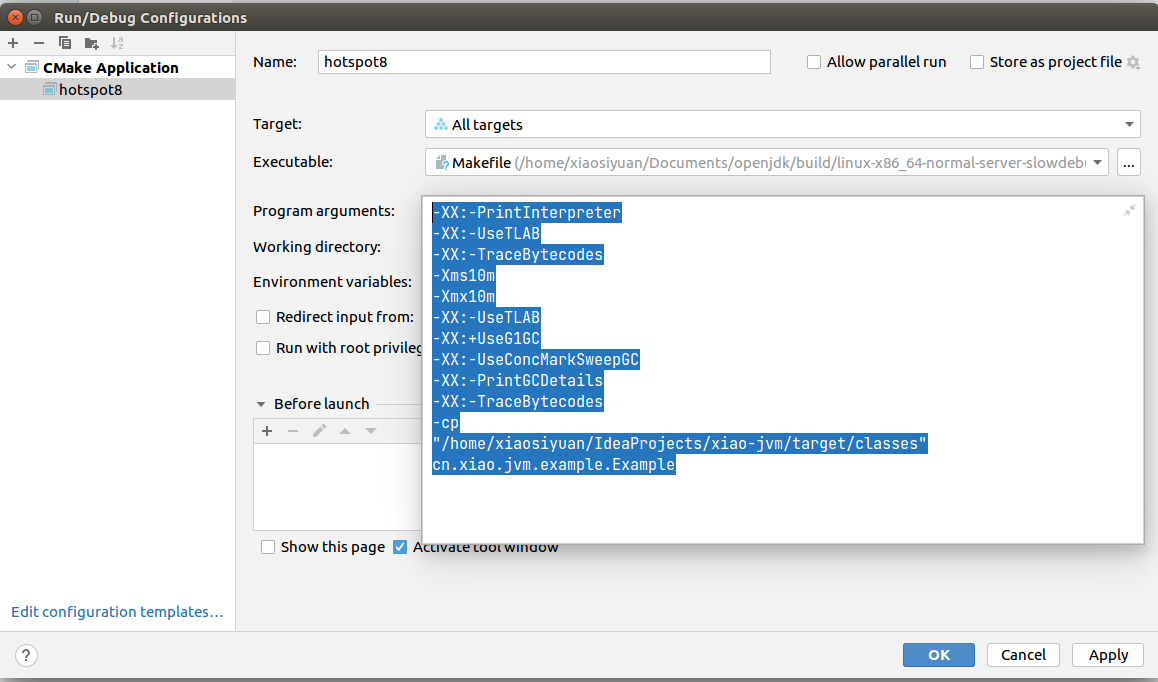 Run/Debug Configurations
CMake Application
hotspot8
Name: hotspot8
Allow parallel run
Store as project file
Target: All targets
Executable: Makefile (/home/xiaosiyuan/Documents/openjdk/build/linux-x86_64-normal-server-slowdebu
...
Program arguments:
-XX:-PrintInterpreter
-XX:-UseTLAB
-XX:-TraceBytecodes
-Xms10m
-Xmx10m
-XX:-UseTLAB
-XX:+UseG1GC
-XX:-UseConcMarkSweepGC
-XX:-PrintGCDetails
-XX:-TraceBytecodes
-cp
"/home/xiaosiyuan/IdeaProjects/xiao-jvm/target/classes"
cn.xiao.jvm.example.Example
Working directory:
Environment variables:
Redirect input from:
Run with root privileg
Before launch
Show this page
Activate tool window
Edit configuration templates...
?
OK
Cancel
Apply